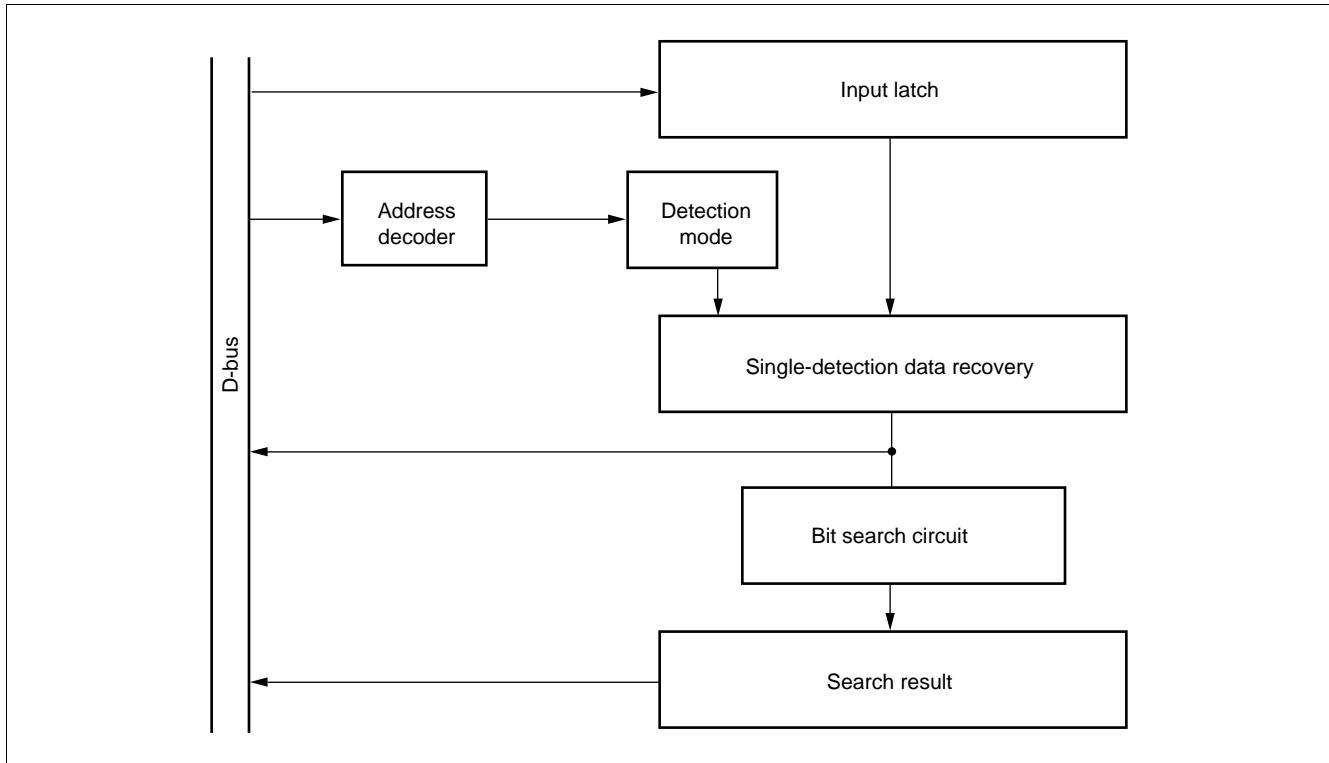 Input latch
Address
decoder
Detection
mode
D-bus
Single-detection data recovery
Bit search circuit
Search result